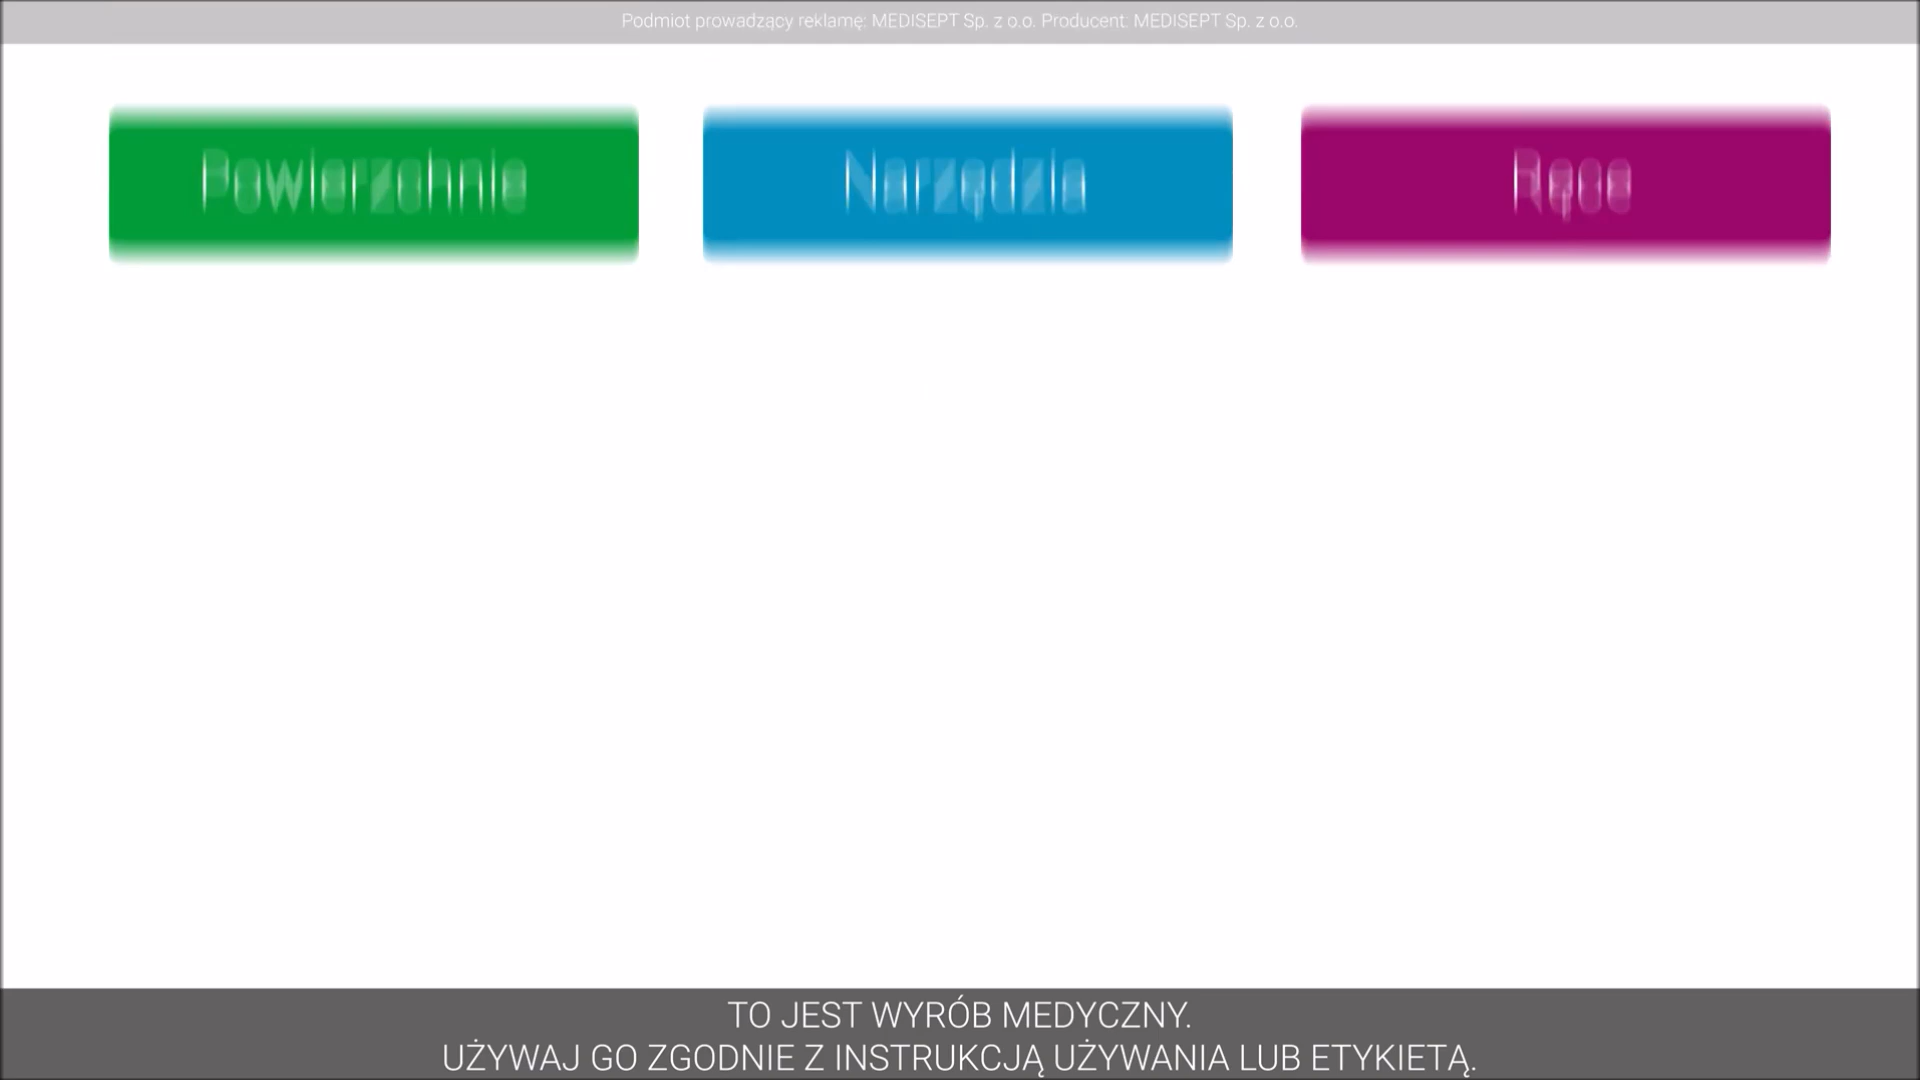 Podmiot prowadzący reklamę: MEDISEPT Sp. z o.o. Producent: MEDISEPT Sp. z o.o.
Powierzchnie
Narzędzia
Ręce
TO JEST WYRÓB MEDYCZNY.
UŻYWAJ GO ZGODNIE Z INSTRUKCJĄ UŻYWANIA LUB ETYKIETĄ.